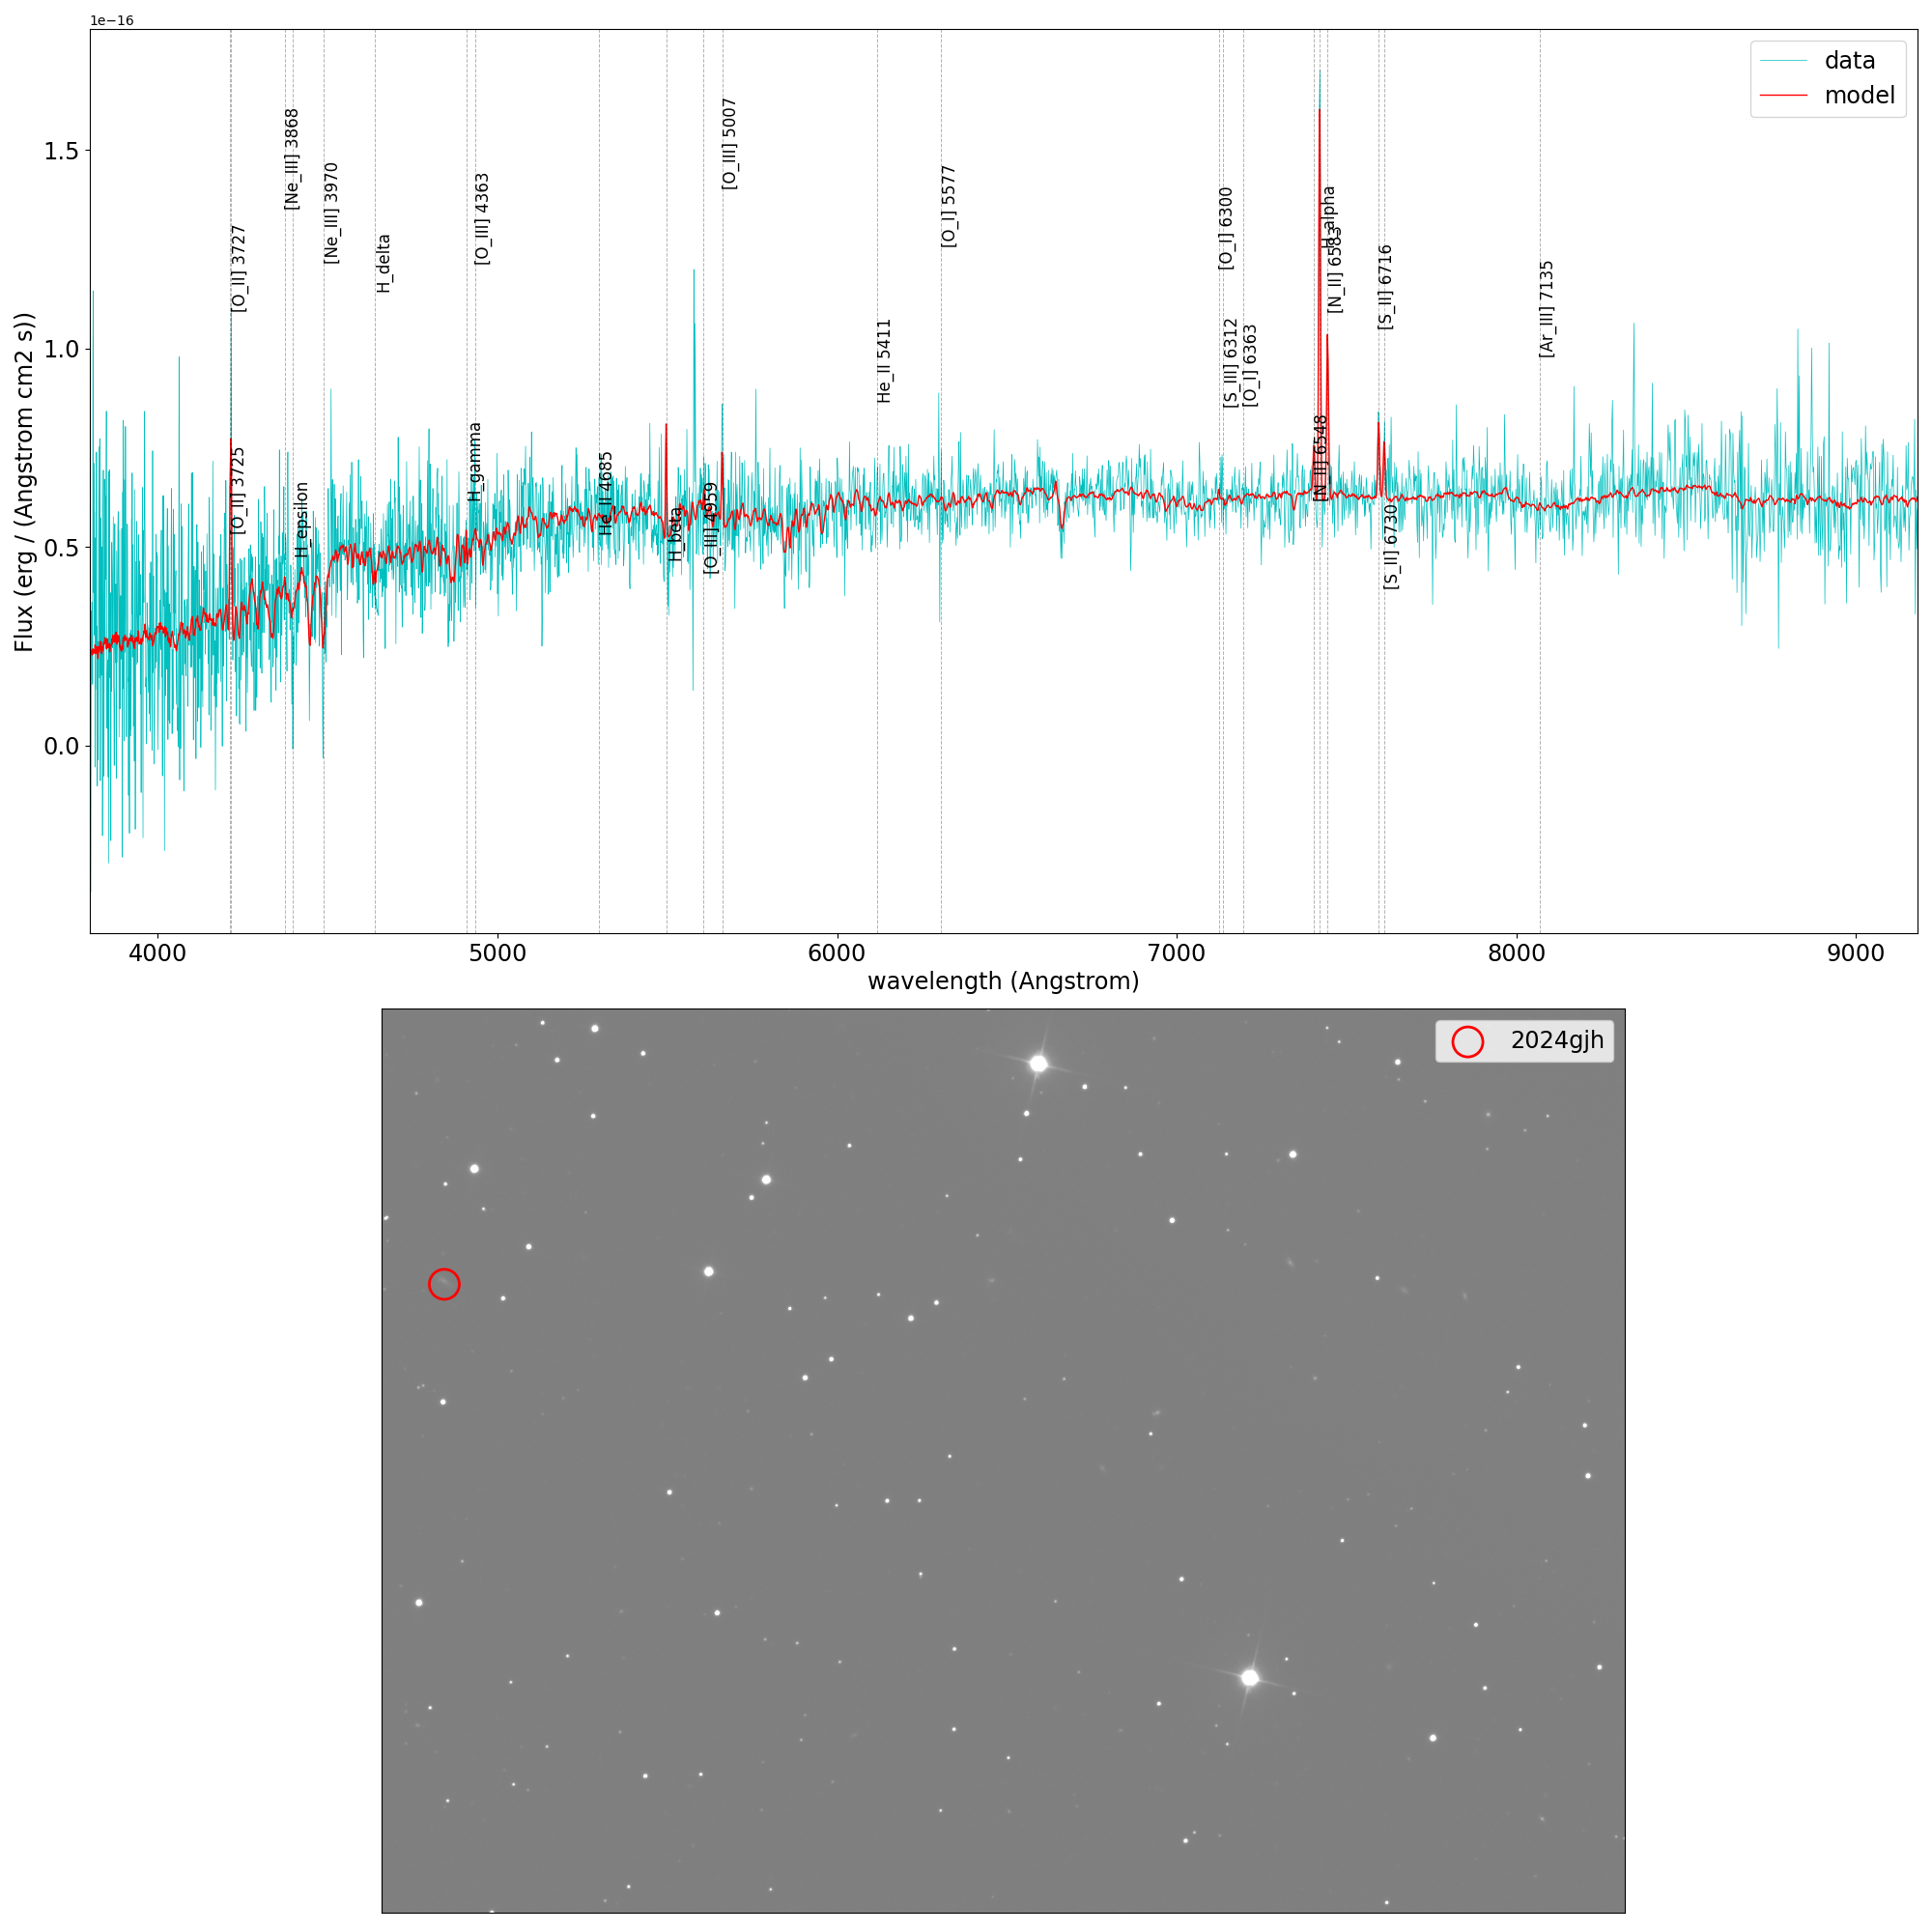 1e−16
data
model
[Ne_III] 3868
[O_III] 5007
[Ne_III] 3970
[O_III] 4363
[O_I] 5577
[O_I] 6300
H_alpha
[O_II] 3727
H_delta
[N_II] 6583
[S_II] 6716
[Ar_III] 7135
He_II 5411
[S_III] 6312
[O_I] 6363
[O_II] 3725
H_epsilon
H_gamma
He_II 4685
H_beta
[O_III] 4959
[N_II] 6548
[S_II] 6730
1.5
1.0
0.5
0.0
Flux (erg / (Angstrom cm2 s))
4000 5000 6000 7000 8000 9000
wavelength (Angstrom)
2024gjh